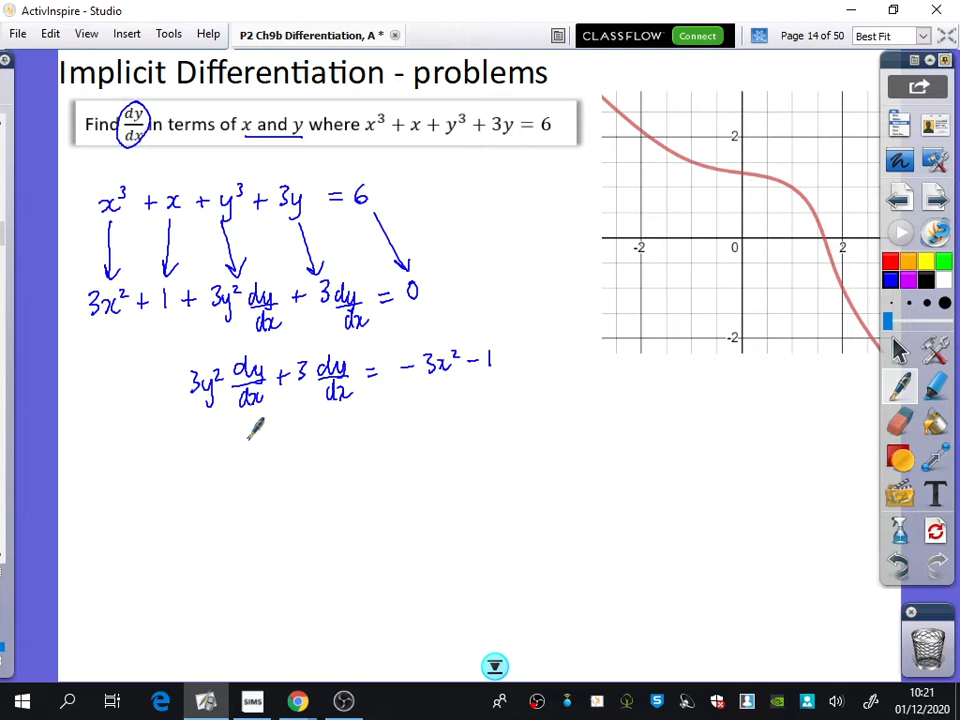 ActivInspire - Studio
File Edit View Insert Tools Help
P2 Ch9b Differentiation, A *
CLASSFLOW Connect
Page 14 of 50
Best Fit
Implicit Differentiation - problems
Find dy/dx in terms of x and y where x³ + x + y³ + 3y = 6
x³ + x + y³ + 3y = 6
3x² + 1 + 3y² dy/dx + 3 dy/dx = 0
3y² dy/dx + 3 dy/dx = -3x² - 1
2
-2
0
2
-2
T
SIMS
10:21
01/12/2020